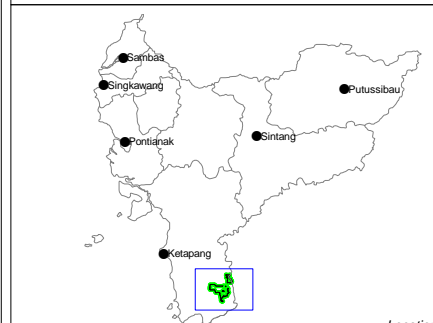 Sambas
Singkawang
Putussibau
Pontianak
Sintang
Ketapang